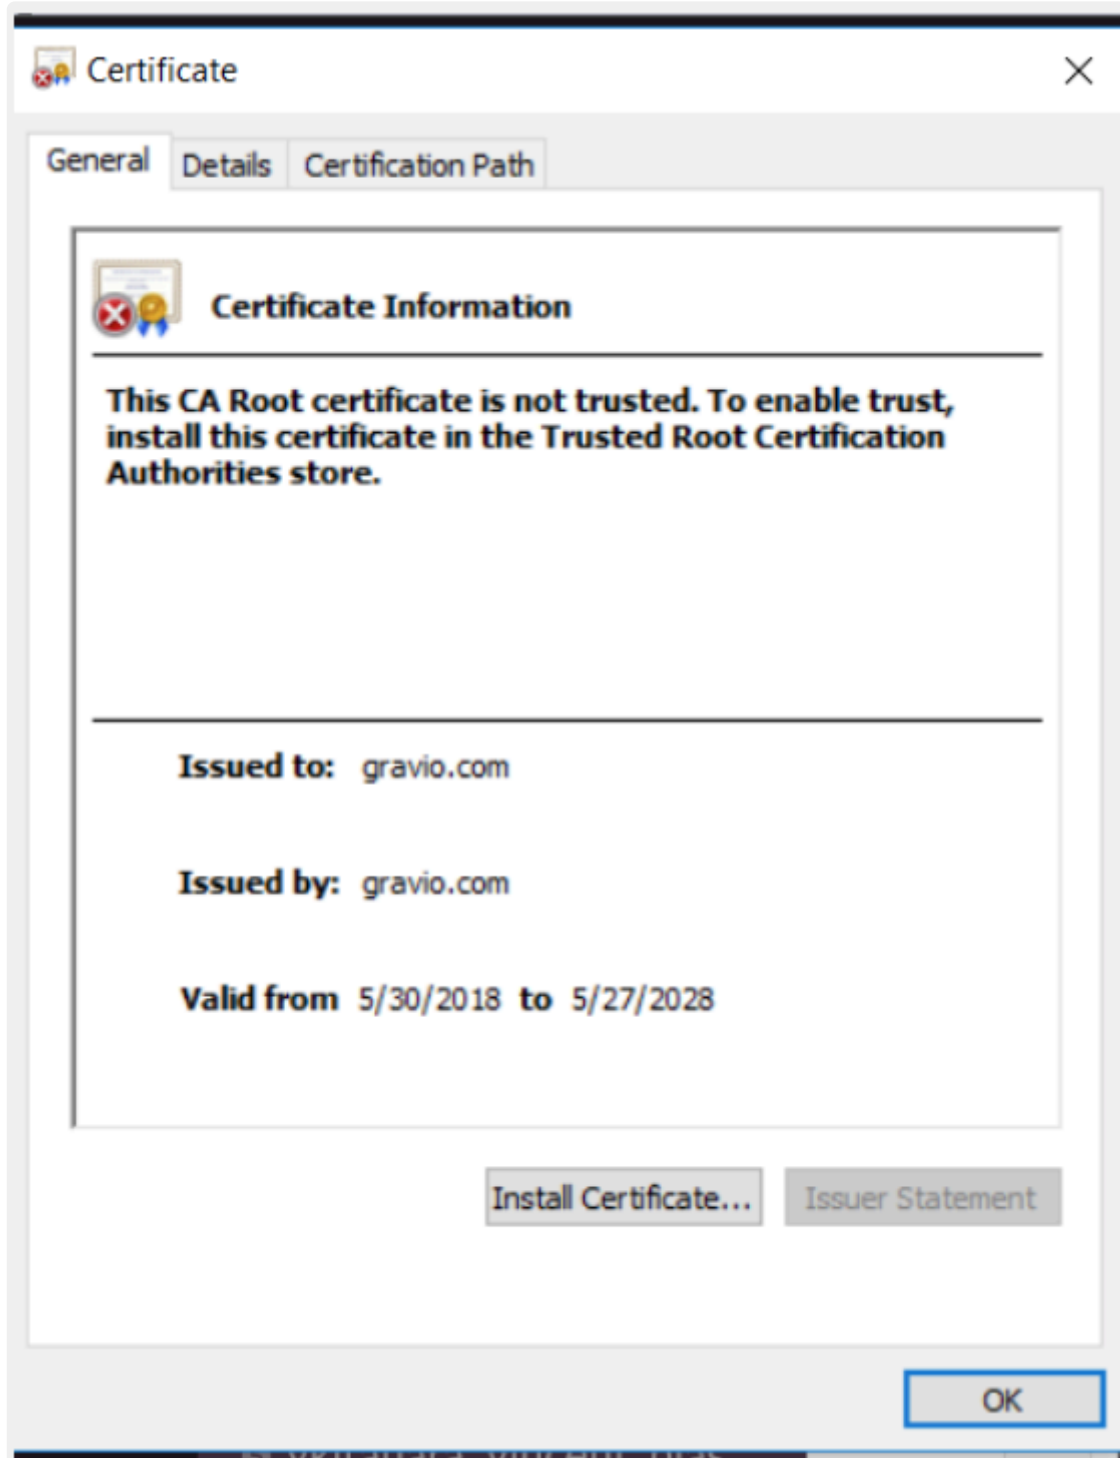 Certificate
General Details Certification Path
Certificate Information
This CA Root certificate is not trusted. To enable trust,
install this certificate in the Trusted Root Certification
Authorities store.
Issued to: gravio.com
Issued by: gravio.com
Valid from 5/30/2018 to 5/27/2028
Install Certificate... Issuer Statement
OK